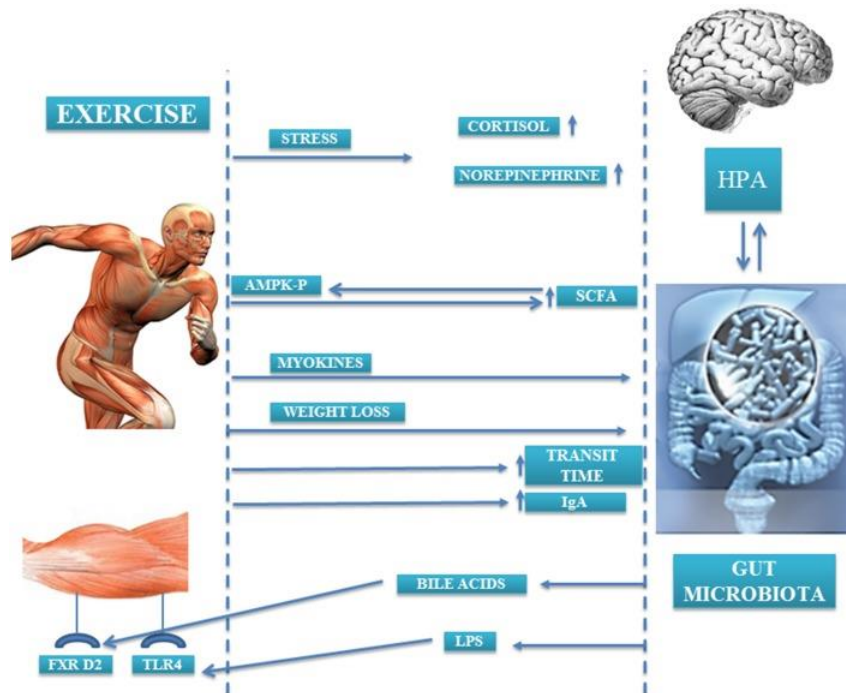 EXERCISE
STRESS
CORTISOL
NOREPINEPHRINE
HPA
AMPK-P
SCFA
MYOKINES
WEIGHT LOSS
TRANSIT
TIME
IgA
BILE ACIDS
GUT
MICROBIOTA
LPS
FXR D2
TLR4